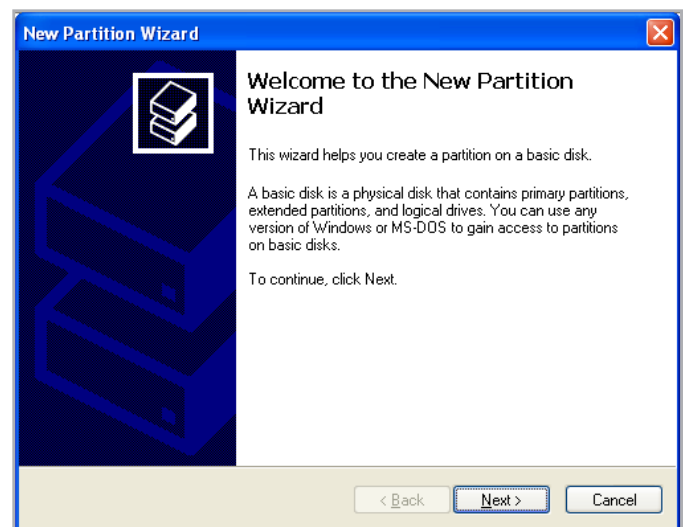 New Partition Wizard
Welcome to the New Partition
Wizard
This wizard helps you create a partition on a basic disk.
A basic disk is a physical disk that contains primary partitions,
extended partitions, and logical drives. You can use any
version of Windows or MS-DOS to gain access to partitions
on basic disks.
To continue, click Next.
< Back Next > Cancel